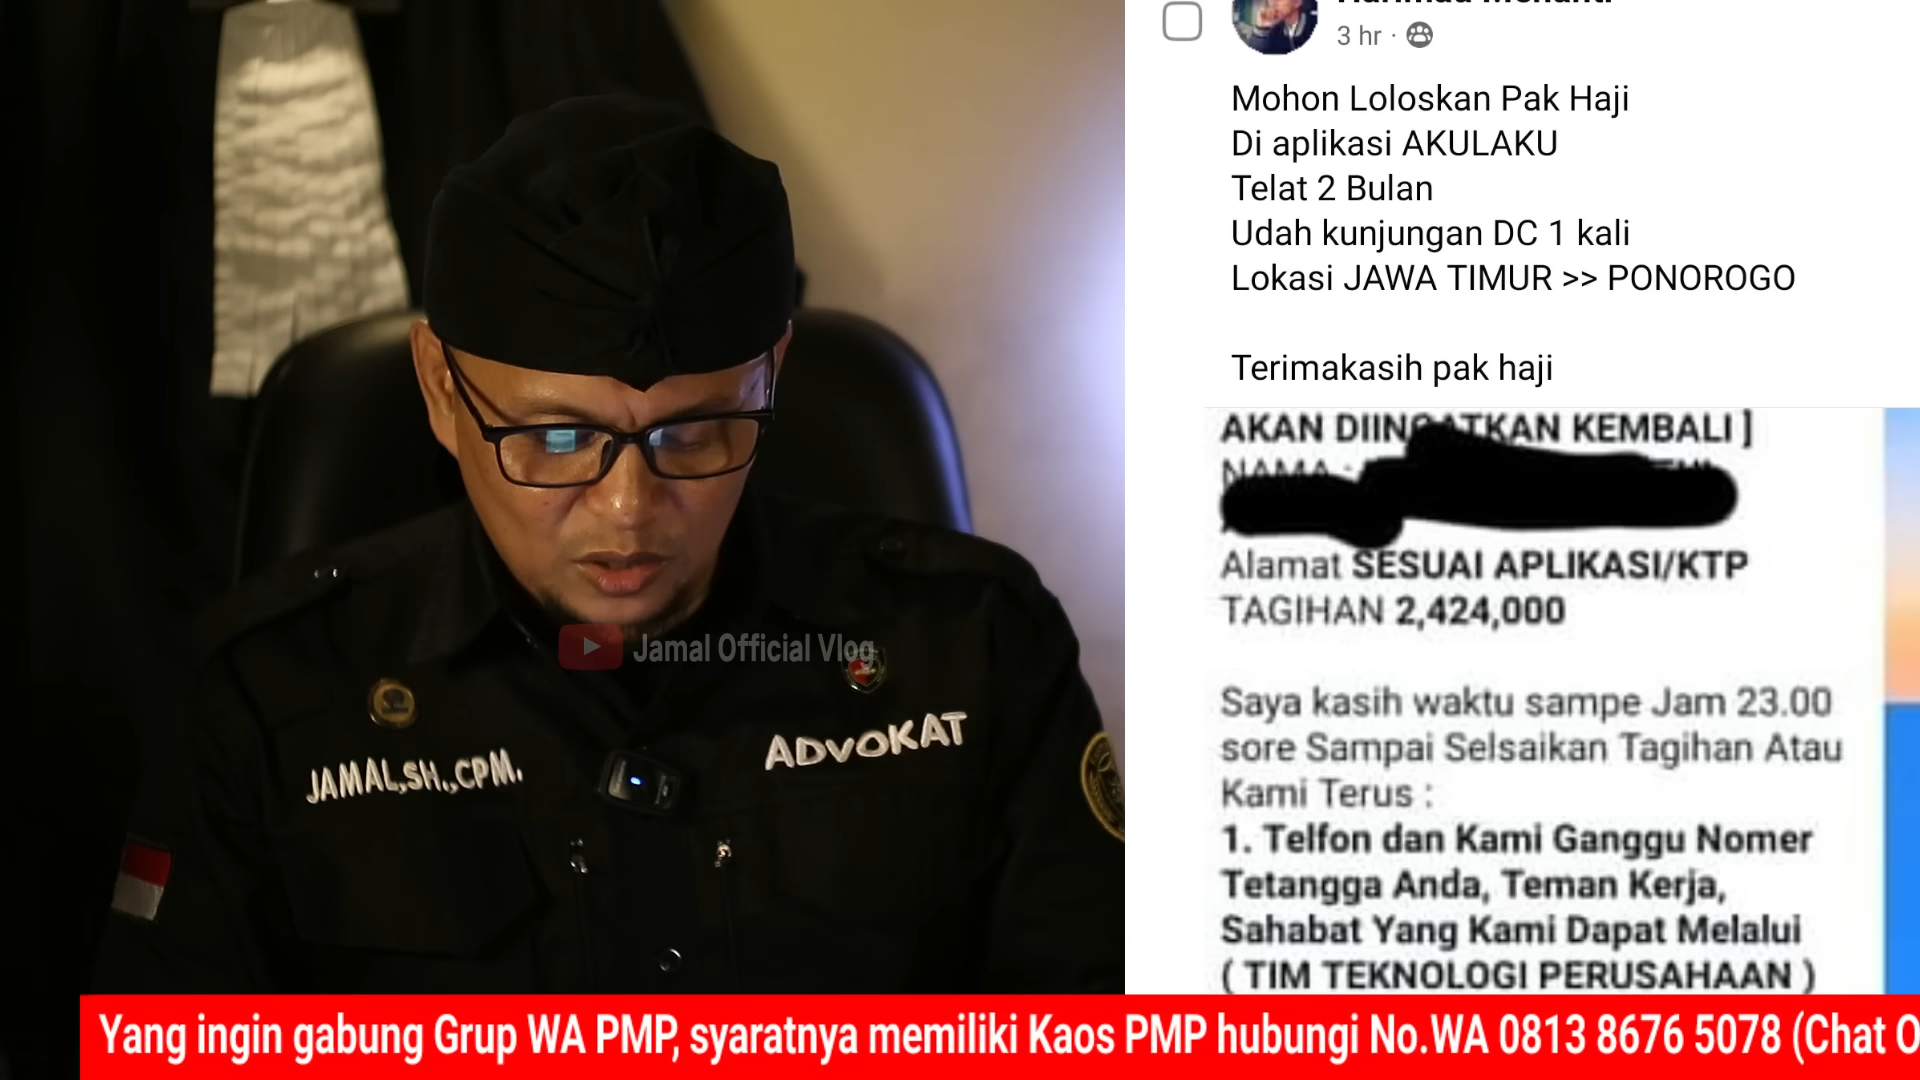 3 hr ·
Mohon Loloskan Pak Haji
Di aplikasi AKULAKU
Telat 2 Bulan
Udah kunjungan DC 1 kali
Lokasi JAWA TIMUR >> PONOROGO
Terimakasih pak haji
AKAN DIINGATKAN KEMBALI ]
NAMA :
Alamat SESUAI APLIKASI/KTP
TAGIHAN 2,424,000
Saya kasih waktu sampe Jam 23.00
sore Sampai Selsaikan Tagihan Atau
Kami Terus :
1. Telfon dan Kami Ganggu Nomer
Tetangga Anda, Teman Kerja,
Sahabat Yang Kami Dapat Melalui
( TIM TEKNOLOGI PERUSAHAAN )
Jamal Official Vlog
JAMAL,SH.,CPM.
ADVOKAT
Yang ingin gabung Grup WA PMP, syaratnya memiliki Kaos PMP hubungi No.WA 0813 8676 5078 (Chat O